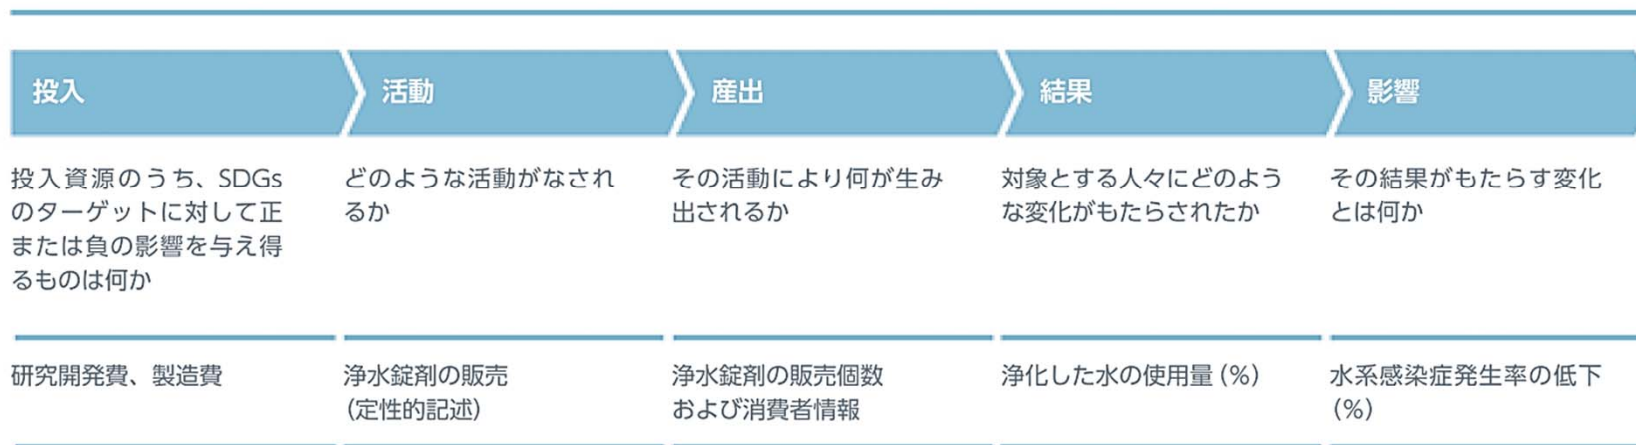 投入
活動
産出
結果
影響
投入資源のうち、SDGs
のターゲットに対して正
または負の影響を与え得
るものは何か
どのような活動がなされ
るか
その活動により何が生み
出されるか
対象とする人々にどのよう
な変化がもたらされたか
その結果がもたらす変化
とは何か
研究開発費、製造費
浄水錠剤の販売
（定性的記述）
浄水錠剤の販売個数
および消費者情報
浄化した水の使用量（%）
水系感染症発生率の低下
（%）